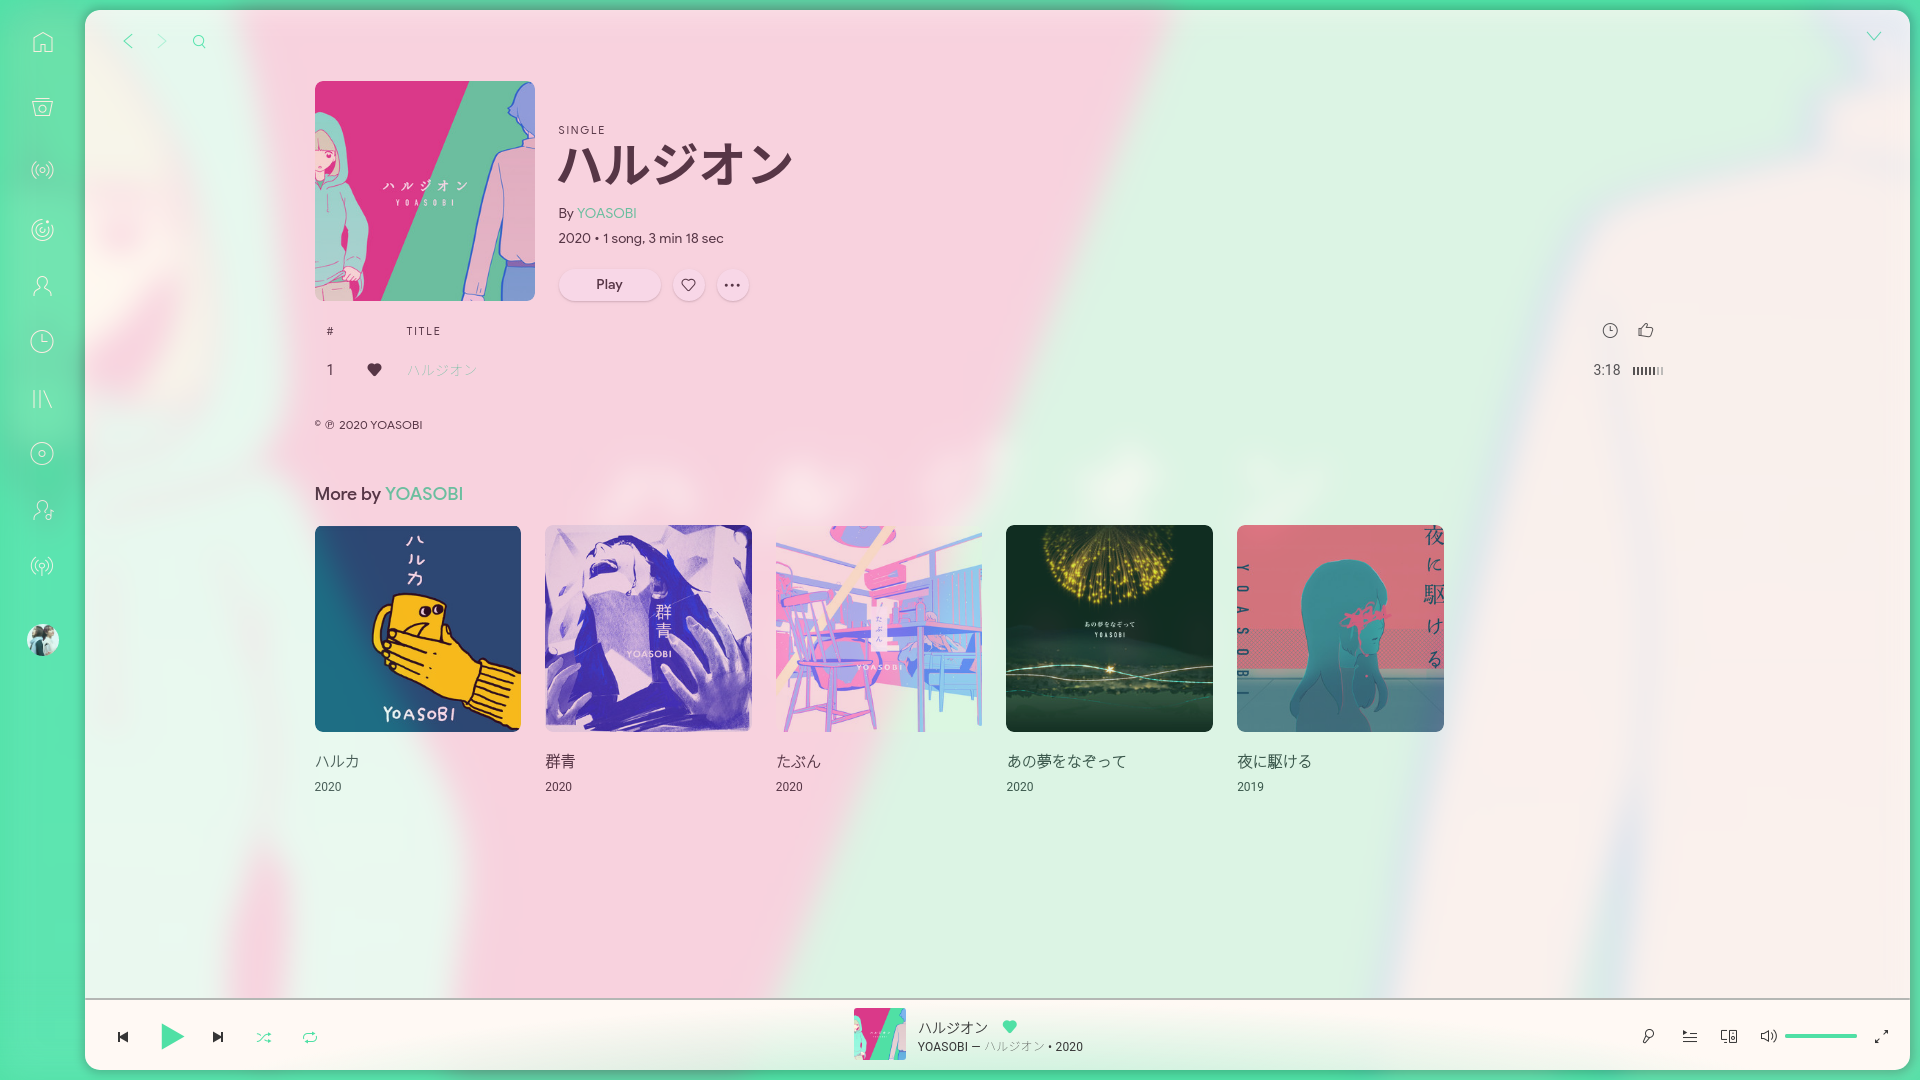 ハルジオン
YOASOBI
SINGLE
ハルジオン
By YOASOBI
2020 • 1 song, 3 min 18 sec
Play
# TITLE
1 ハルジオン 3:18
© ℗ 2020 YOASOBI
More by YOASOBI
ハルカ
YOASOBI
群青
YOASOBI
たぶん
YOASOBI
あの夢をなぞって
YOASOBI
夜に駆ける
YOASOBI
ハルカ
2020
群青
2020
たぶん
2020
あの夢をなぞって
2020
夜に駆ける
2019
ハルジオン
YOASOBI — ハルジオン • 2020